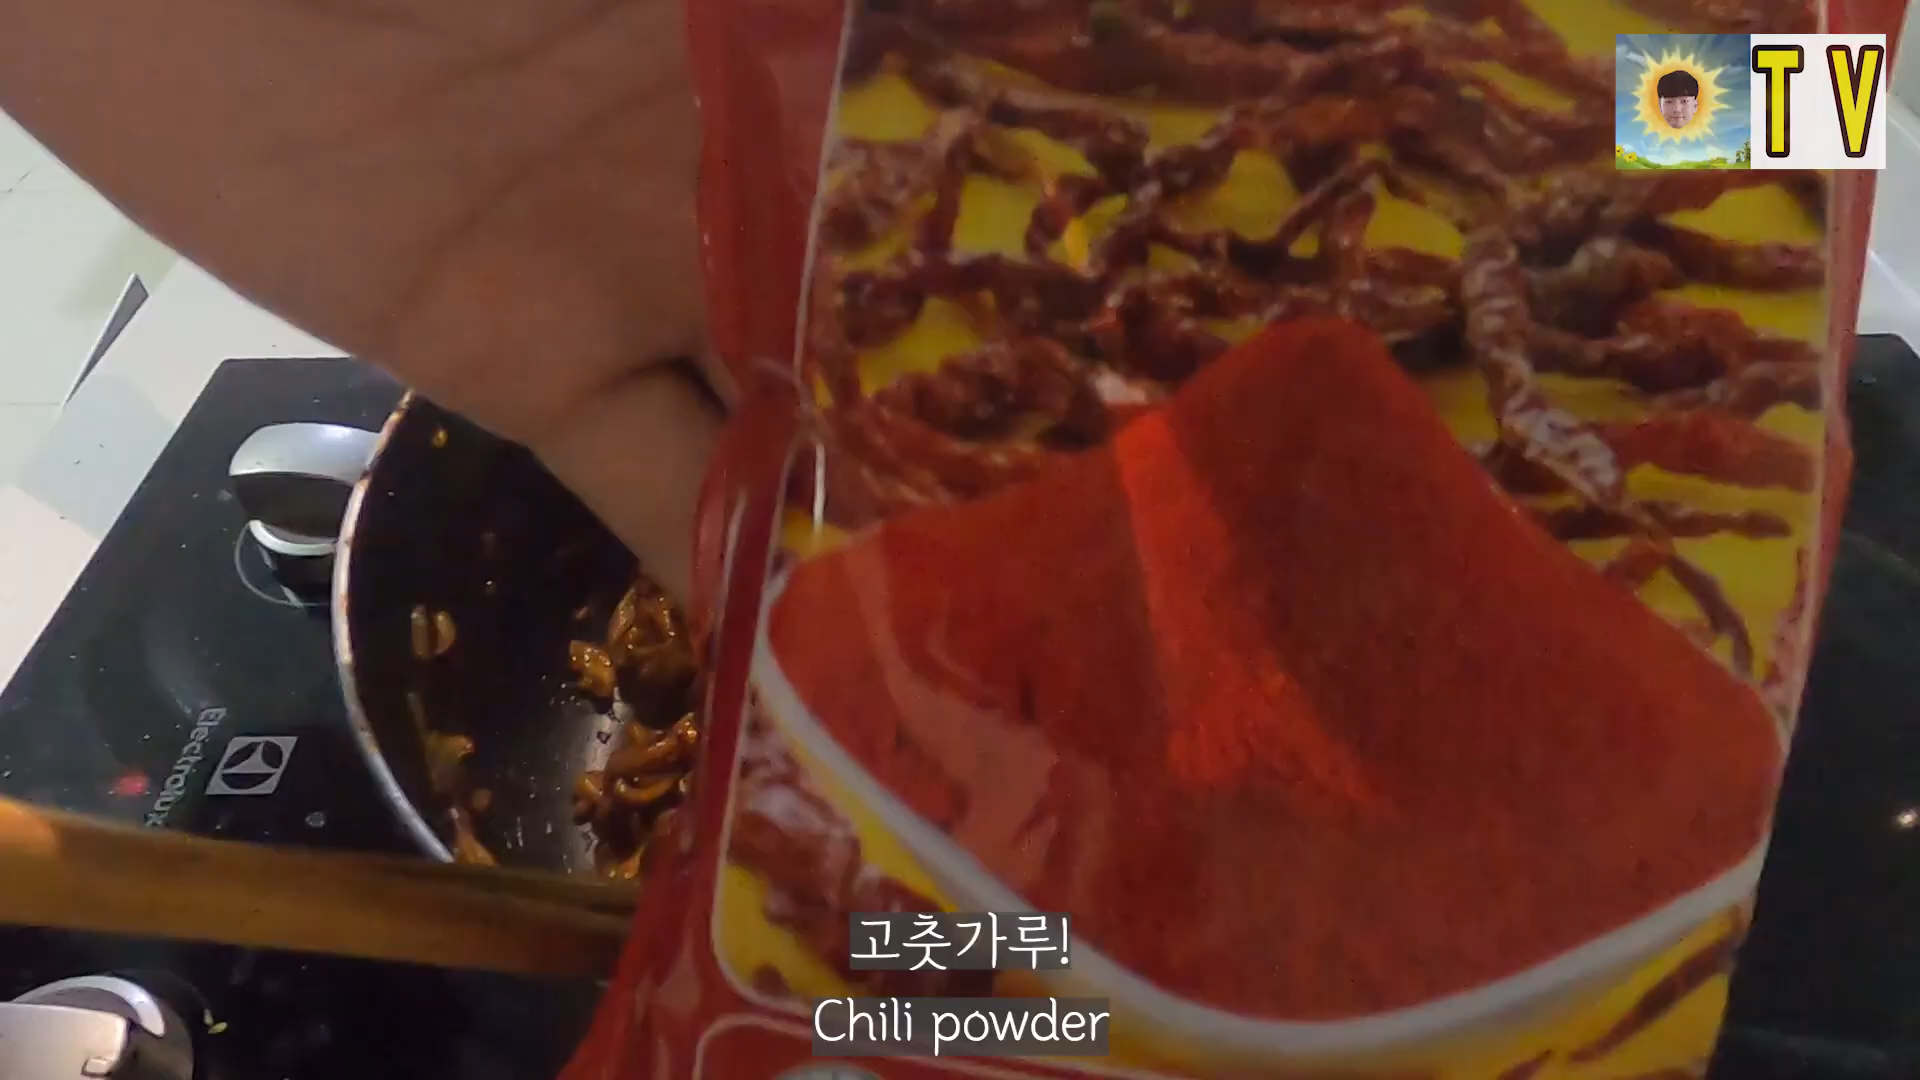 TV
Electrolux
고춧가루!
Chili powder